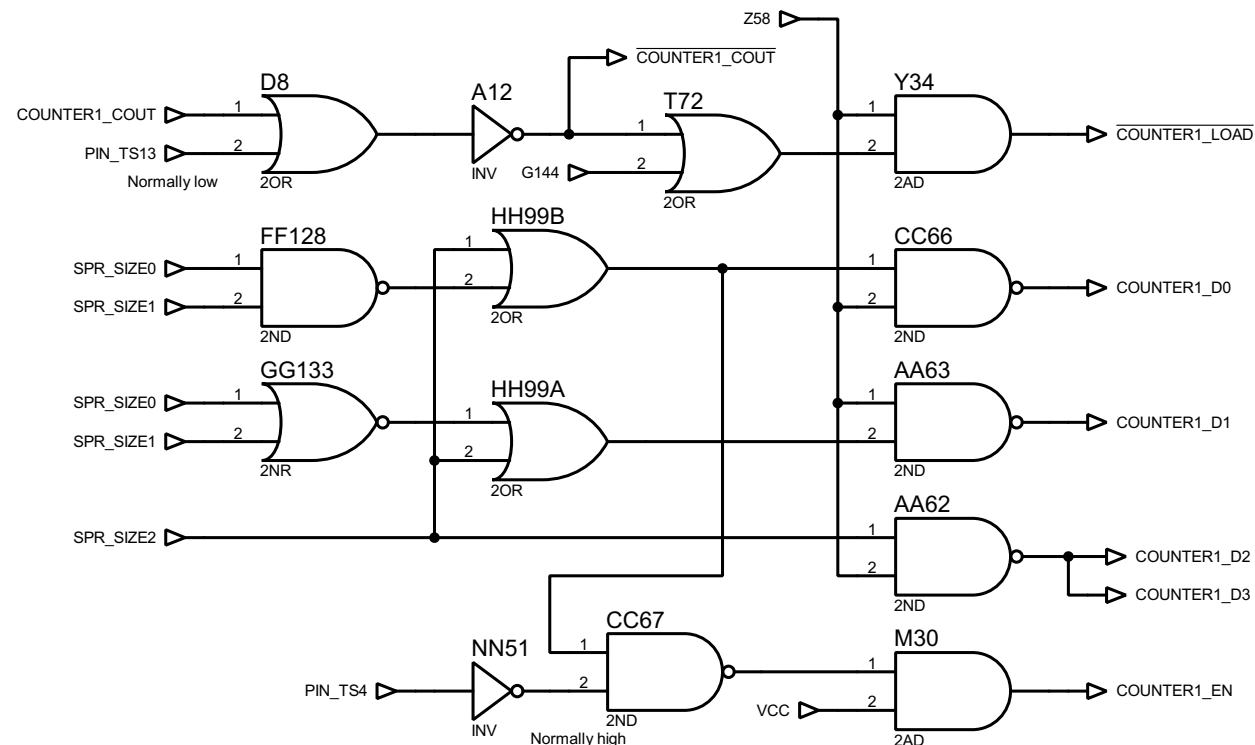 Z58
COUNTER1_COUT
D8
A12
Y34
T72
COUNTER1_COUT
1
1
1
COUNTER1_LOAD
PIN_TS13
2
2
G144
2
Normally low
2OR
INV
2OR
2AD
FF128
HH99B
CC66
SPR_SIZE0
1
1
1
SPR_SIZE1
2
2
2
COUNTER1_D0
2ND
2OR
2ND
GG133
HH99A
AA63
SPR_SIZE0
1
1
1
COUNTER1_D1
SPR_SIZE1
2
2
2
2NR
2OR
2ND
AA62
SPR_SIZE2
1
COUNTER1_D2
2
COUNTER1_D3
2ND
CC67
M30
NN51
1
1
PIN_TS4
2
COUNTER1_EN
VCC
2
INV
2ND
Normally high
2AD